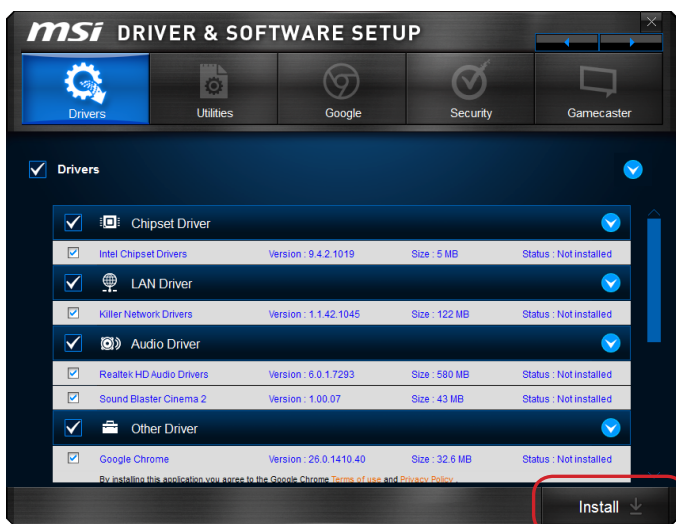 msi DRIVER & SOFTWARE SETUP
Drivers Utilities Google Security Gamecaster
Drivers
Chipset Driver
Intel Chipset Drivers Version : 9.4.2.1019 Size : 5 MB Status : Not installed
LAN Driver
Killer Network Drivers Version : 1.1.42.1045 Size : 122 MB Status : Not installed
Audio Driver
Realtek HD Audio Drivers Version : 6.0.1.7293 Size : 580 MB Status : Not installed
Sound Blaster Cinema 2 Version : 1.00.07 Size : 43 MB Status : Not installed
Other Driver
Google Chrome Version : 26.0.1410.40 Size : 32.6 MB Status : Not installed
By installing this application,you agree to the Google Chrome Terms of use and Privacy Policy .
Install